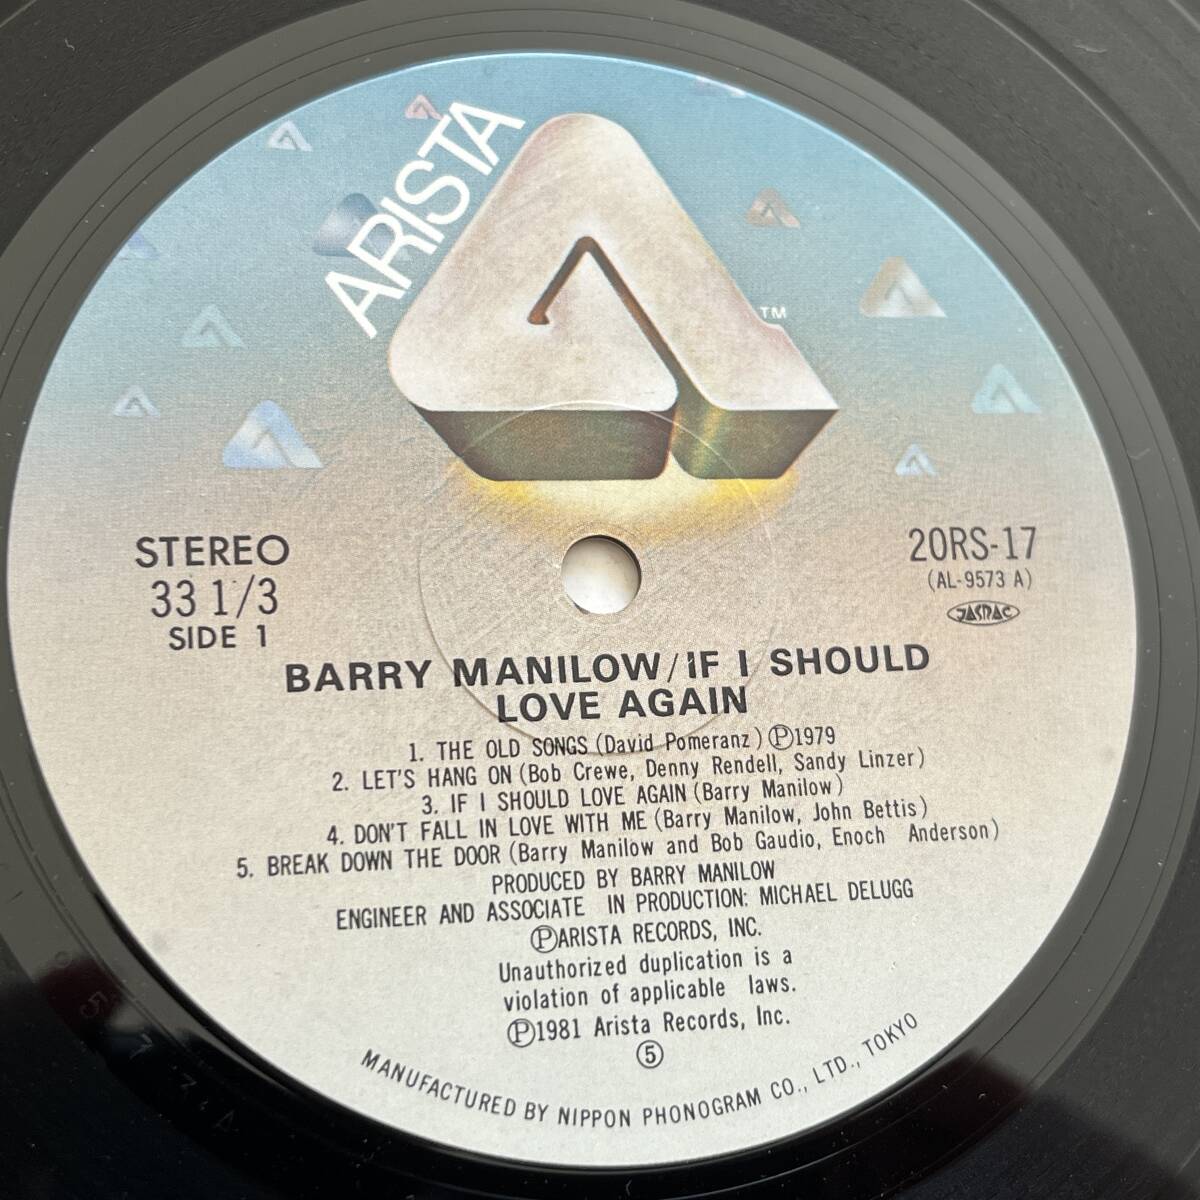 ARISTA
TM
STEREO
33 1/3
SIDE 1
20RS-17
(AL-9573 A)
JASRAC
BARRY MANILOW/IF I SHOULD
LOVE AGAIN
1. THE OLD SONGS (David Pomeranz) Ⓟ1979
2. LET'S HANG ON (Bob Crewe, Denny Rendell, Sandy Linzer)
3. IF I SHOULD LOVE AGAIN (Barry Manilow)
4. DON'T FALL IN LOVE WITH ME (Barry Manilow, John Bettis)
5. BREAK DOWN THE DOOR (Barry Manilow and Bob Gaudio, Enoch Anderson)
PRODUCED BY BARRY MANILOW
ENGINEER AND ASSOCIATE IN PRODUCTION: MICHAEL DELUGG
ⓅARISTA RECORDS, INC.
Unauthorized duplication is a
violation of applicable laws.
Ⓟ1981 Arista Records, Inc.
⑤
MANUFACTURED BY NIPPON PHONOGRAM CO., LTD., TOKYO